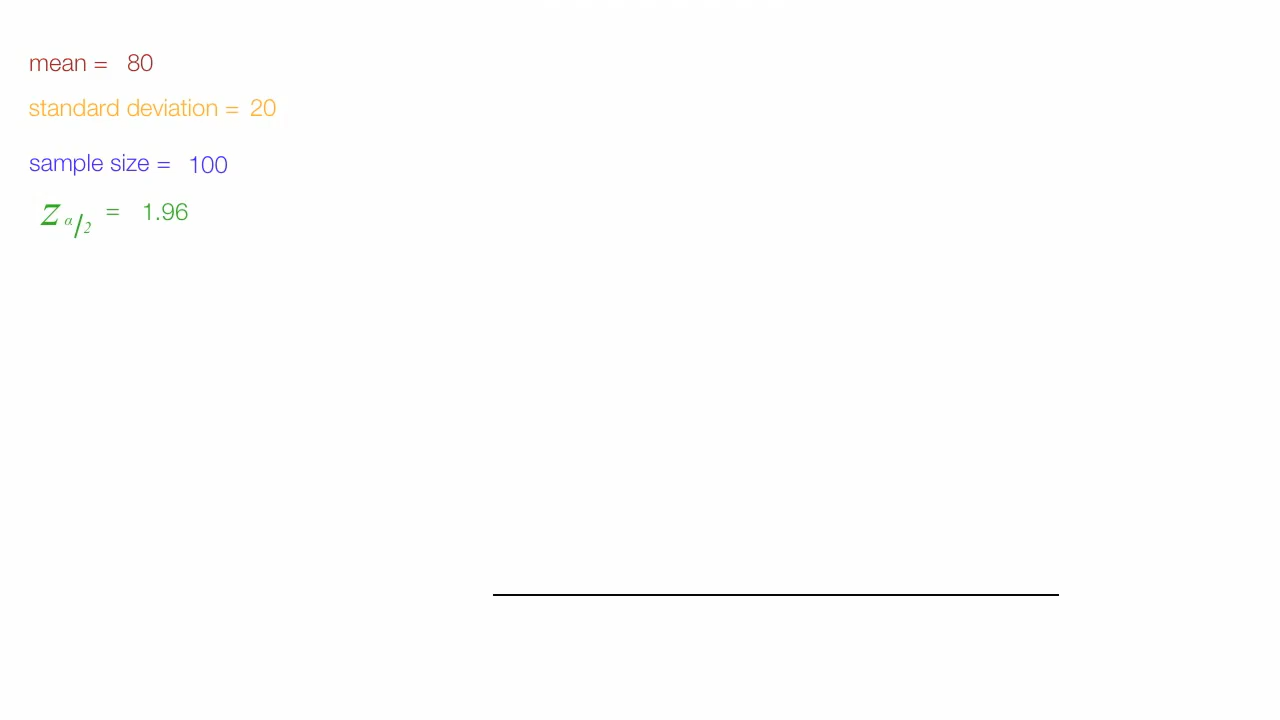 mean = 80
standard deviation = 20
sample size = 100
z α/2 = 1.96